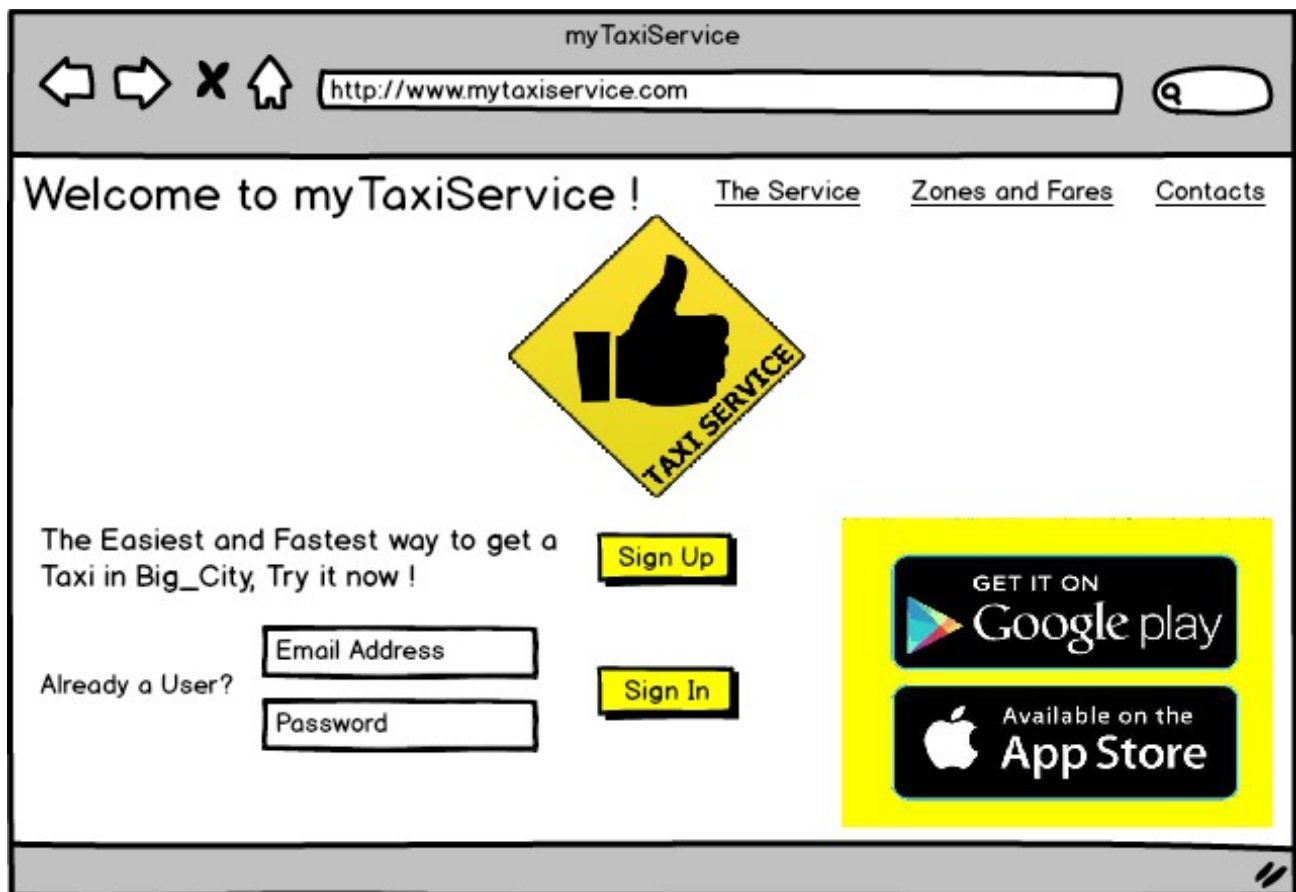 myTaxiService
http://www.mytaxiservice.com
Welcome to myTaxiService !
The Service
Zones and Fares
Contacts
TAXI SERVICE
The Easiest and Fastest way to get a
Taxi in Big_City, Try it now !
Sign Up
Already a User?
Email Address
Password
Sign In
GET IT ON
Google play
Available on the
App Store